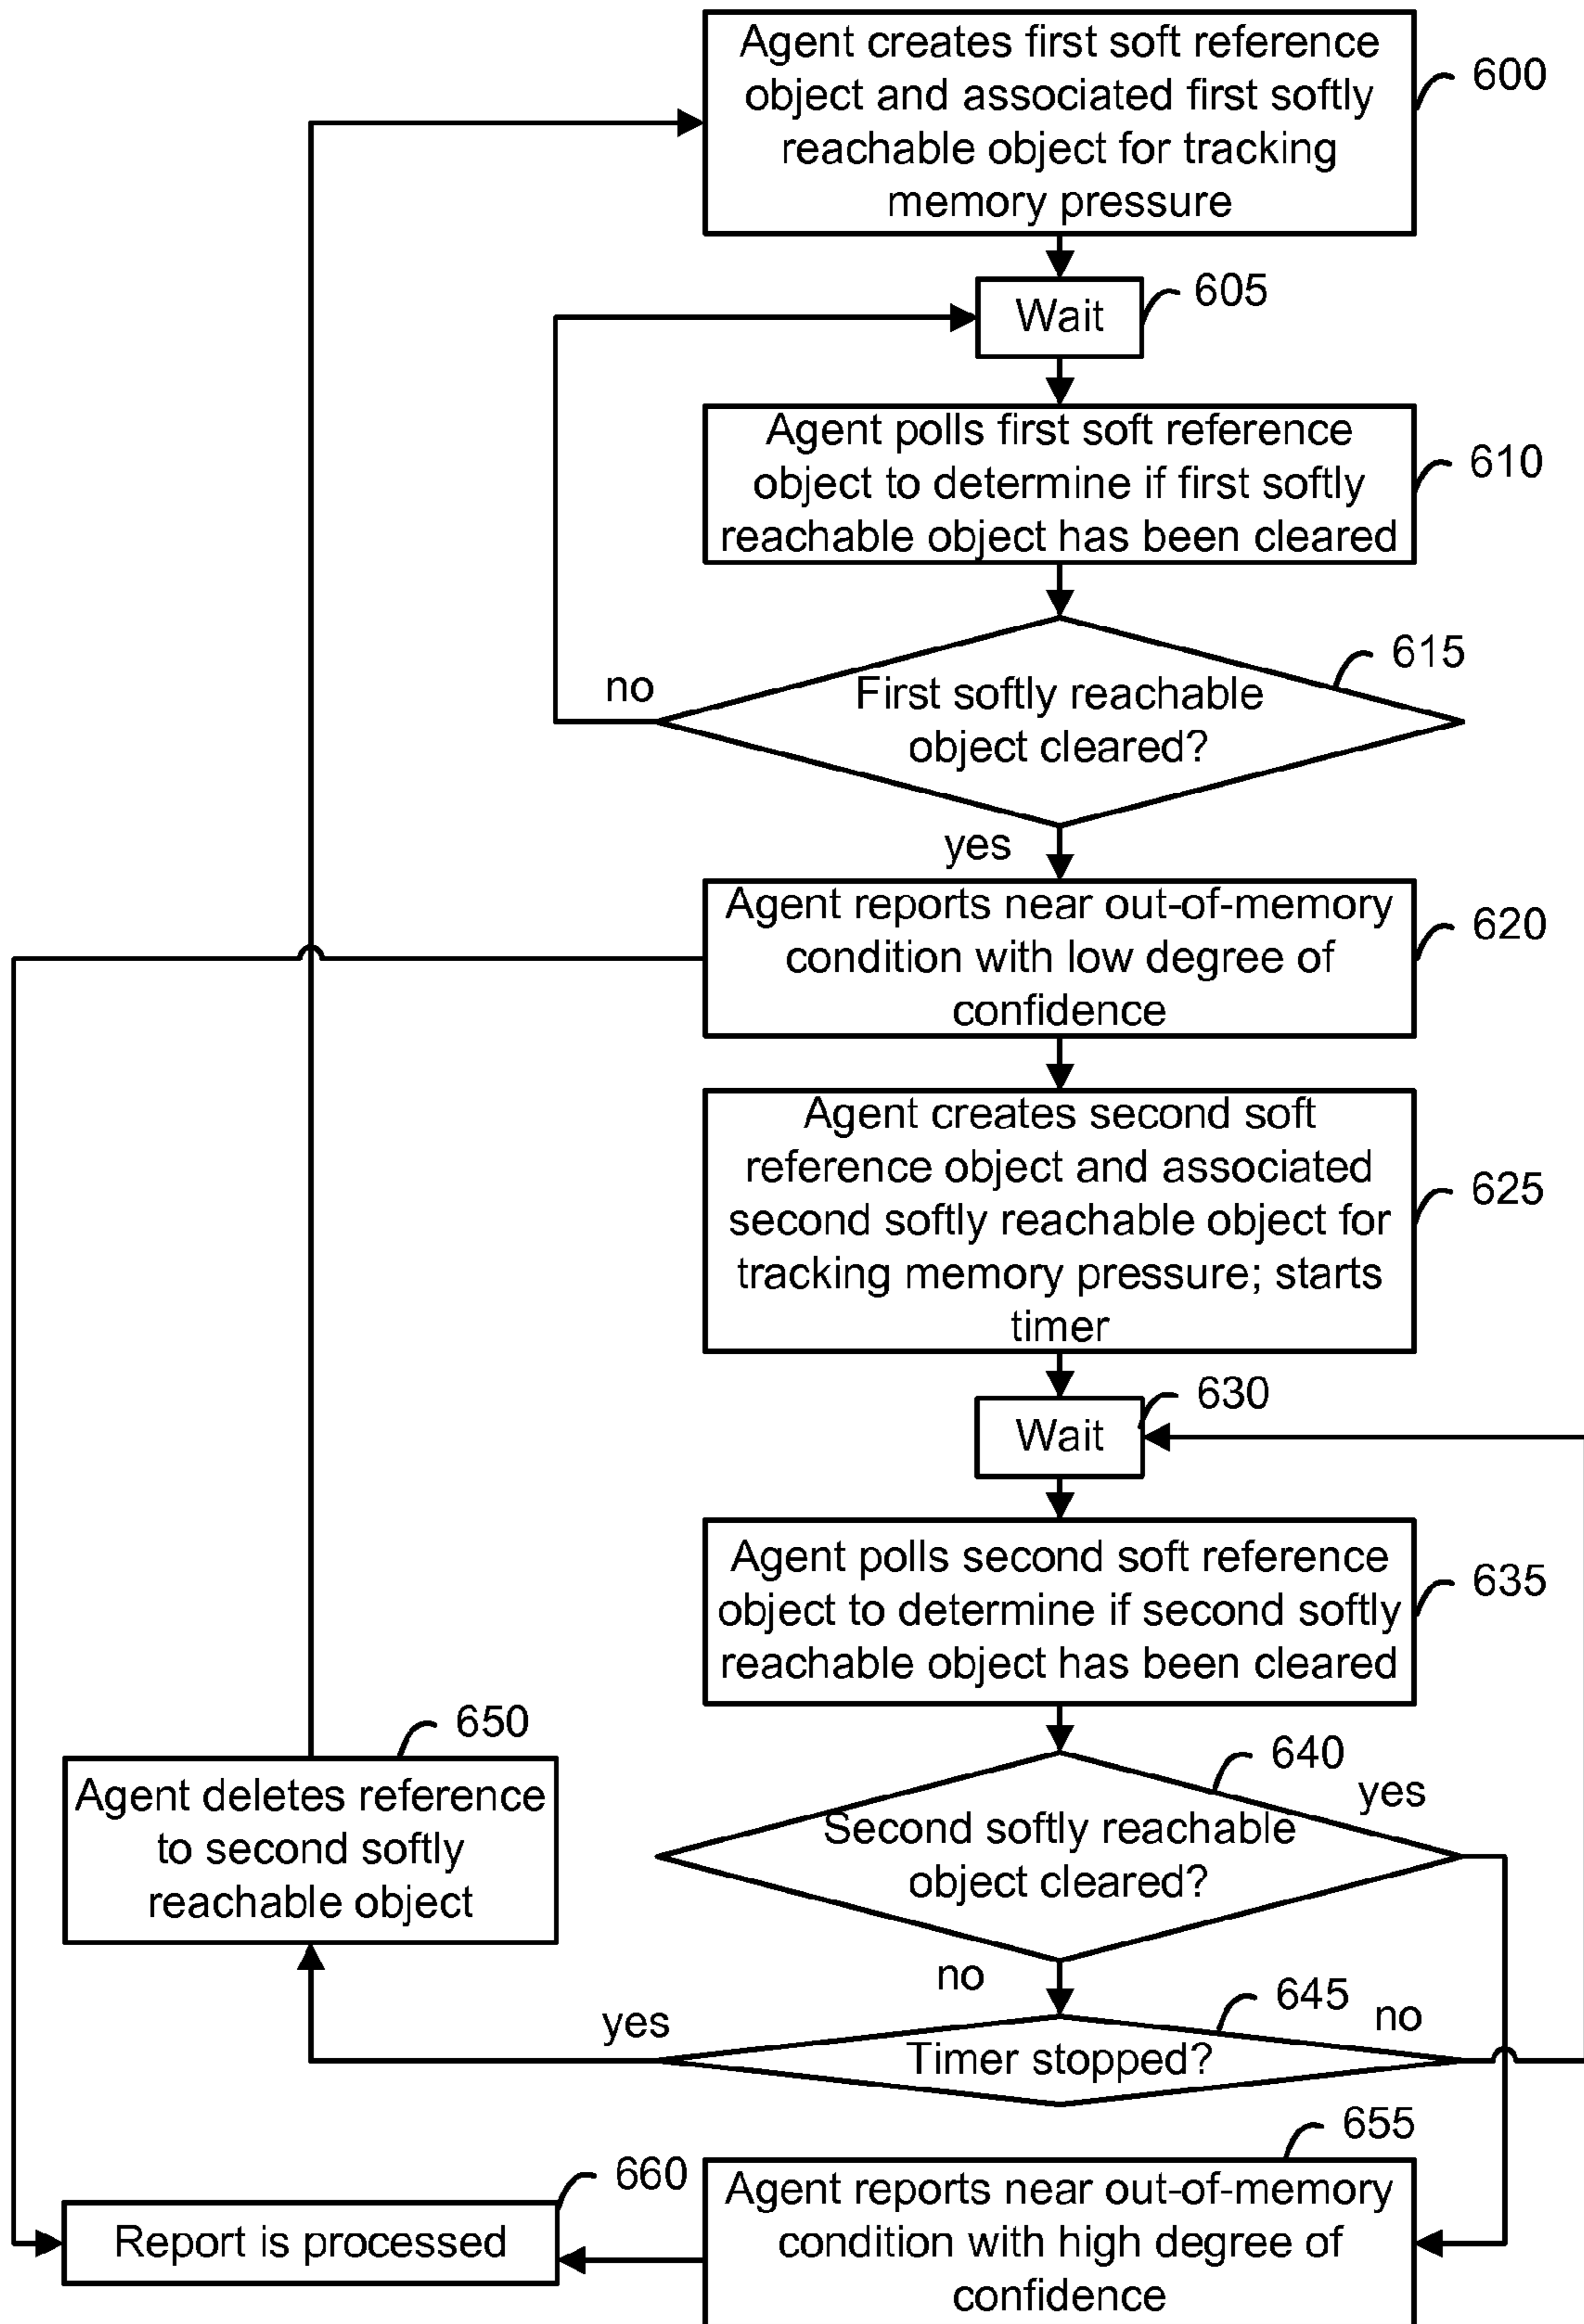 Agent creates first soft reference
object and associated first softly
reachable object for tracking
memory pressure
600
Wait
605
Agent polls first soft reference
object to determine if first softly
reachable object has been cleared
610
615
no
First softly reachable
object cleared?
yes
Agent reports near out-of-memory
condition with low degree of
confidence
620
Agent creates second soft
reference object and associated
second softly reachable object for
tracking memory pressure; starts
timer
625
Wait
630
Agent polls second soft reference
object to determine if second softly
reachable object has been cleared
635
650
Agent deletes reference
to second softly
reachable object
640
yes
Second softly reachable
object cleared?
no
645
yes
no
Timer stopped?
655
660
Report is processed
Agent reports near out-of-memory
condition with high degree of
confidence